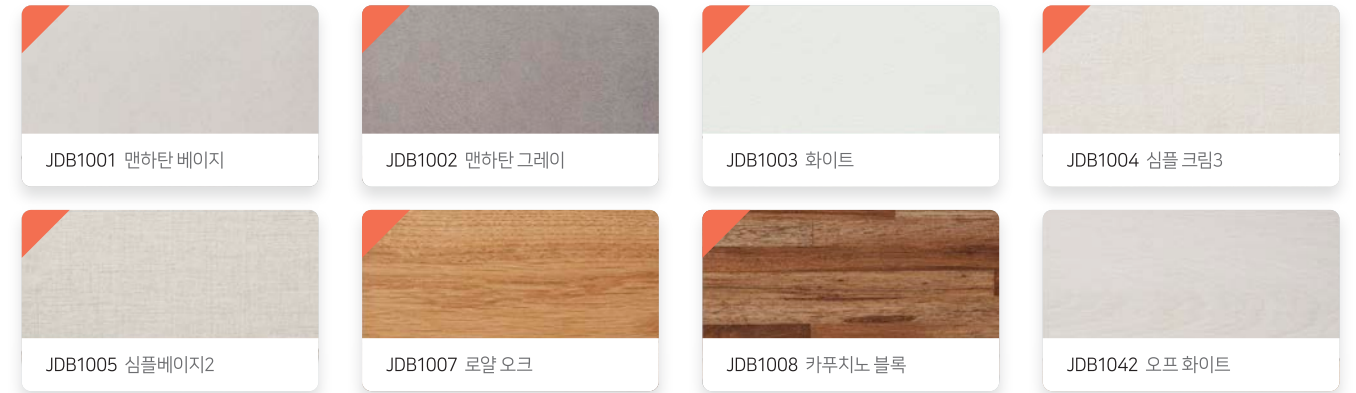 JDB1001 맨하탄 베이지
JDB1002 맨하탄 그레이
JDB1003 화이트
JDB1004 심플 크림3
JDB1005 심플베이지2
JDB1007 로얄 오크
JDB1008 카푸치노 블록
JDB1042 오프 화이트